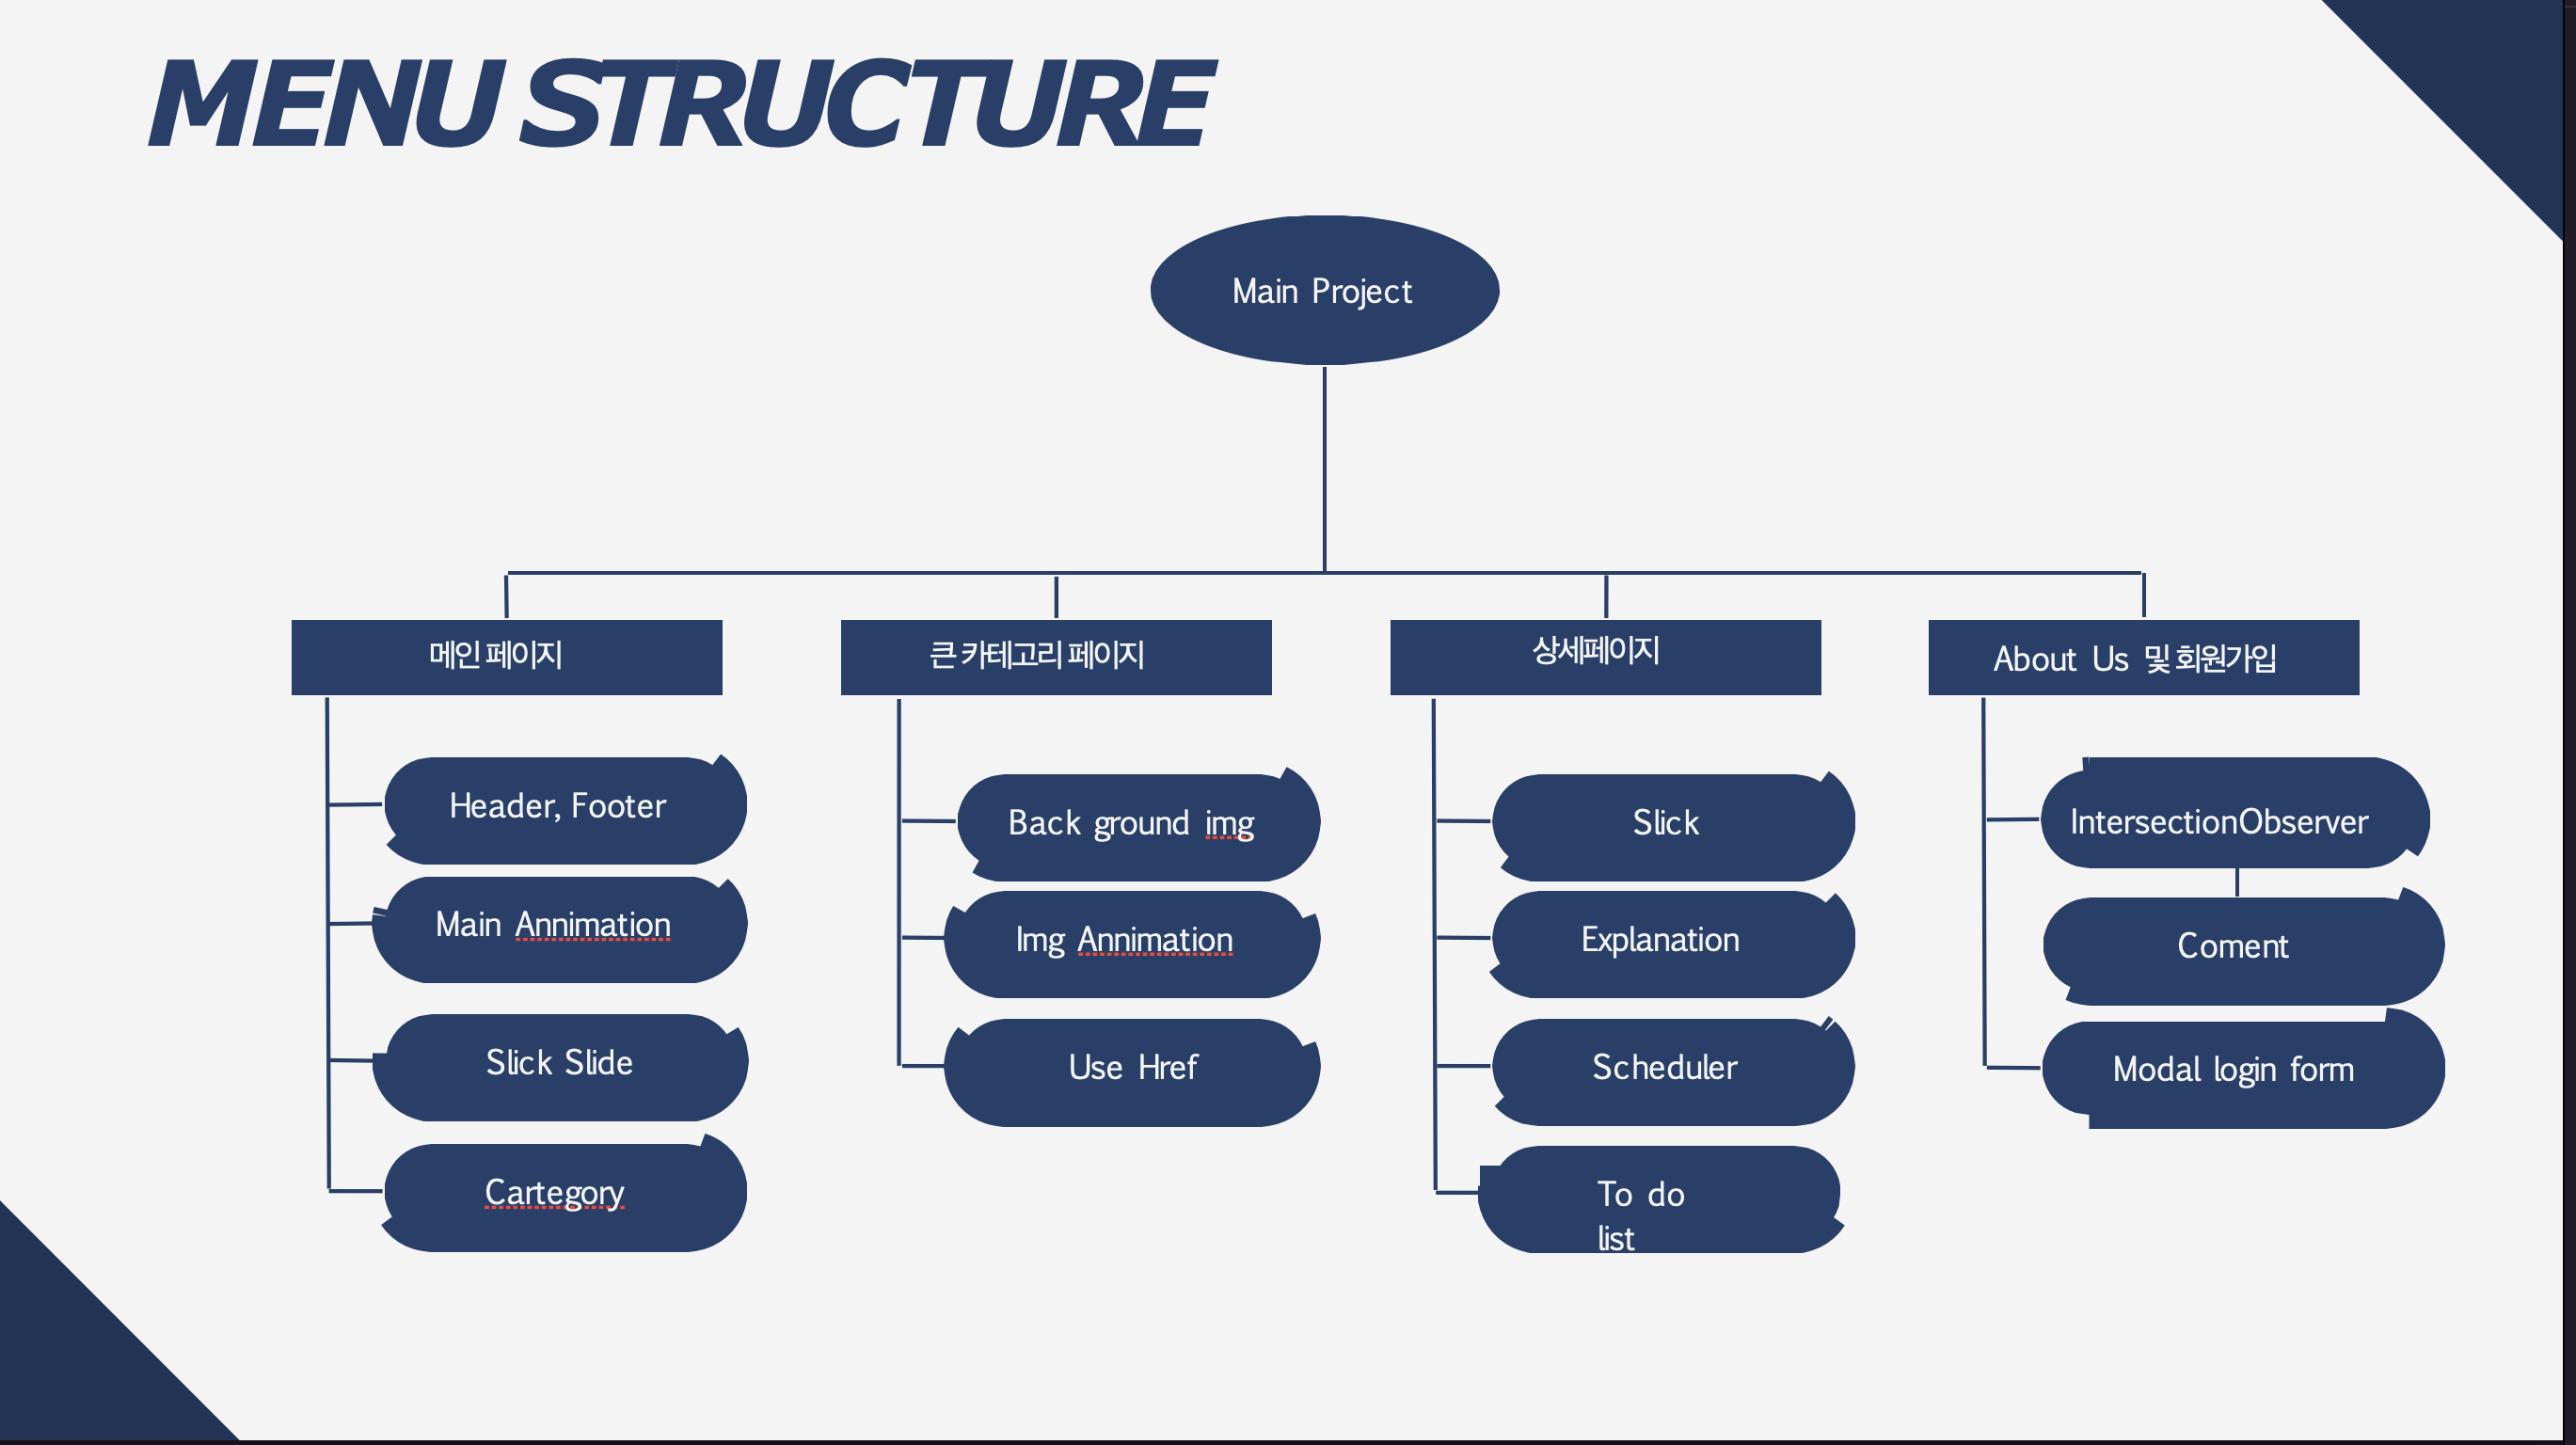 MENU STRUCTURE
Main Project
메인 페이지
Header, Footer
Main Annimation
Slick Slide
Cartegory
큰 카테고리 페이지
Back ground img
Img Annimation
Use Href
상세페이지
Slick
Explanation
Scheduler
To do
list
About Us 및 회원가입
IntersectionObserver
Coment
Modal login form